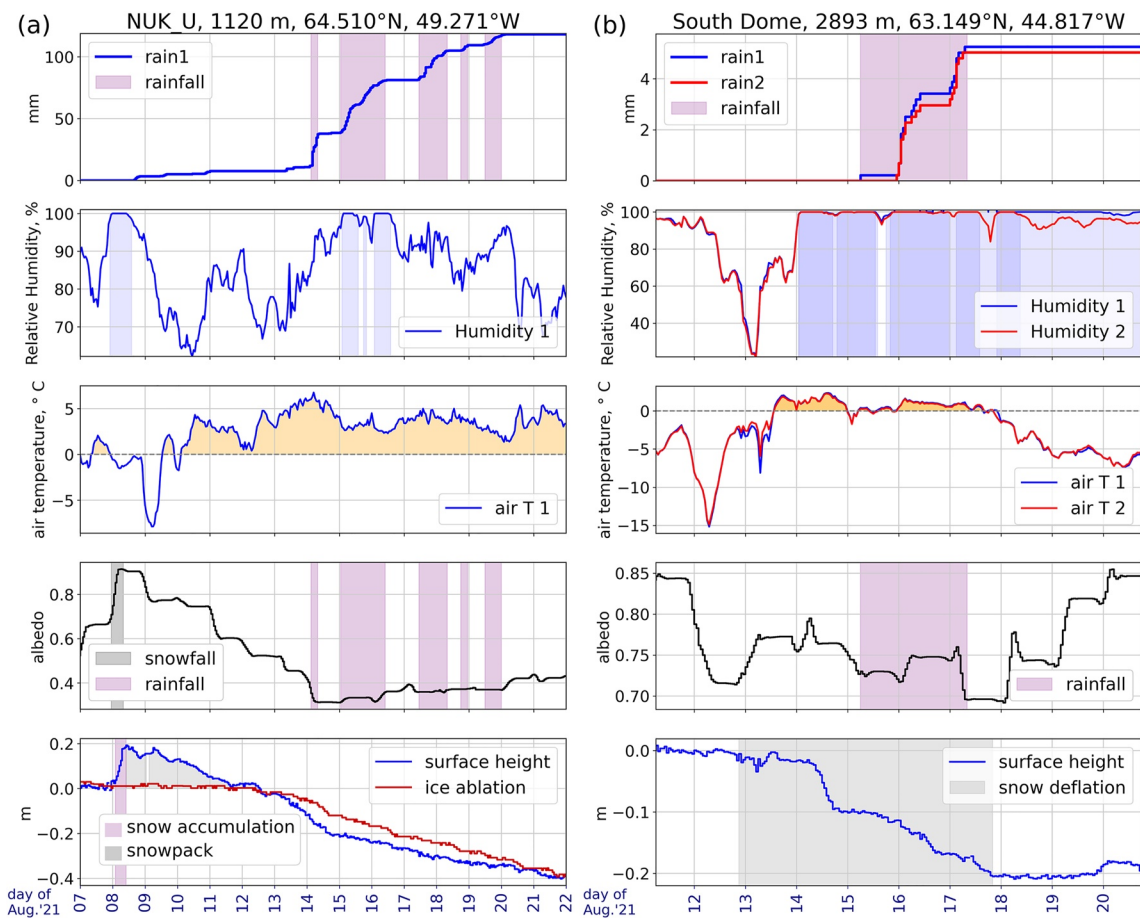 (a)
NUK_U, 1120 m, 64.510°N, 49.271°W
mm
100
50
0
rain1
rainfall
Relative Humidity, %
100
90
80
70
Humidity 1
air temperature, ° C
5
0
−5
air T 1
albedo
0.8
0.6
0.4
snowfall
rainfall
m
0.2
0.0
−0.2
−0.4
surface height
ice ablation
snow accumulation
snowpack
day of
Aug.'21
07 08 09 10 11 12 13 14 15 16 17 18 19 20 21 22
(b)
South Dome, 2893 m, 63.149°N, 44.817°W
mm
4
2
0
rain1
rain2
rainfall
Relative Humidity, %
100
80
60
40
Humidity 1
Humidity 2
air temperature, ° C
0
−5
−10
−15
air T 1
air T 2
albedo
0.85
0.80
0.75
0.70
rainfall
m
0.0
−0.1
−0.2
surface height
snow deflation
day of
Aug.'21
12 13 14 15 16 17 18 19 20